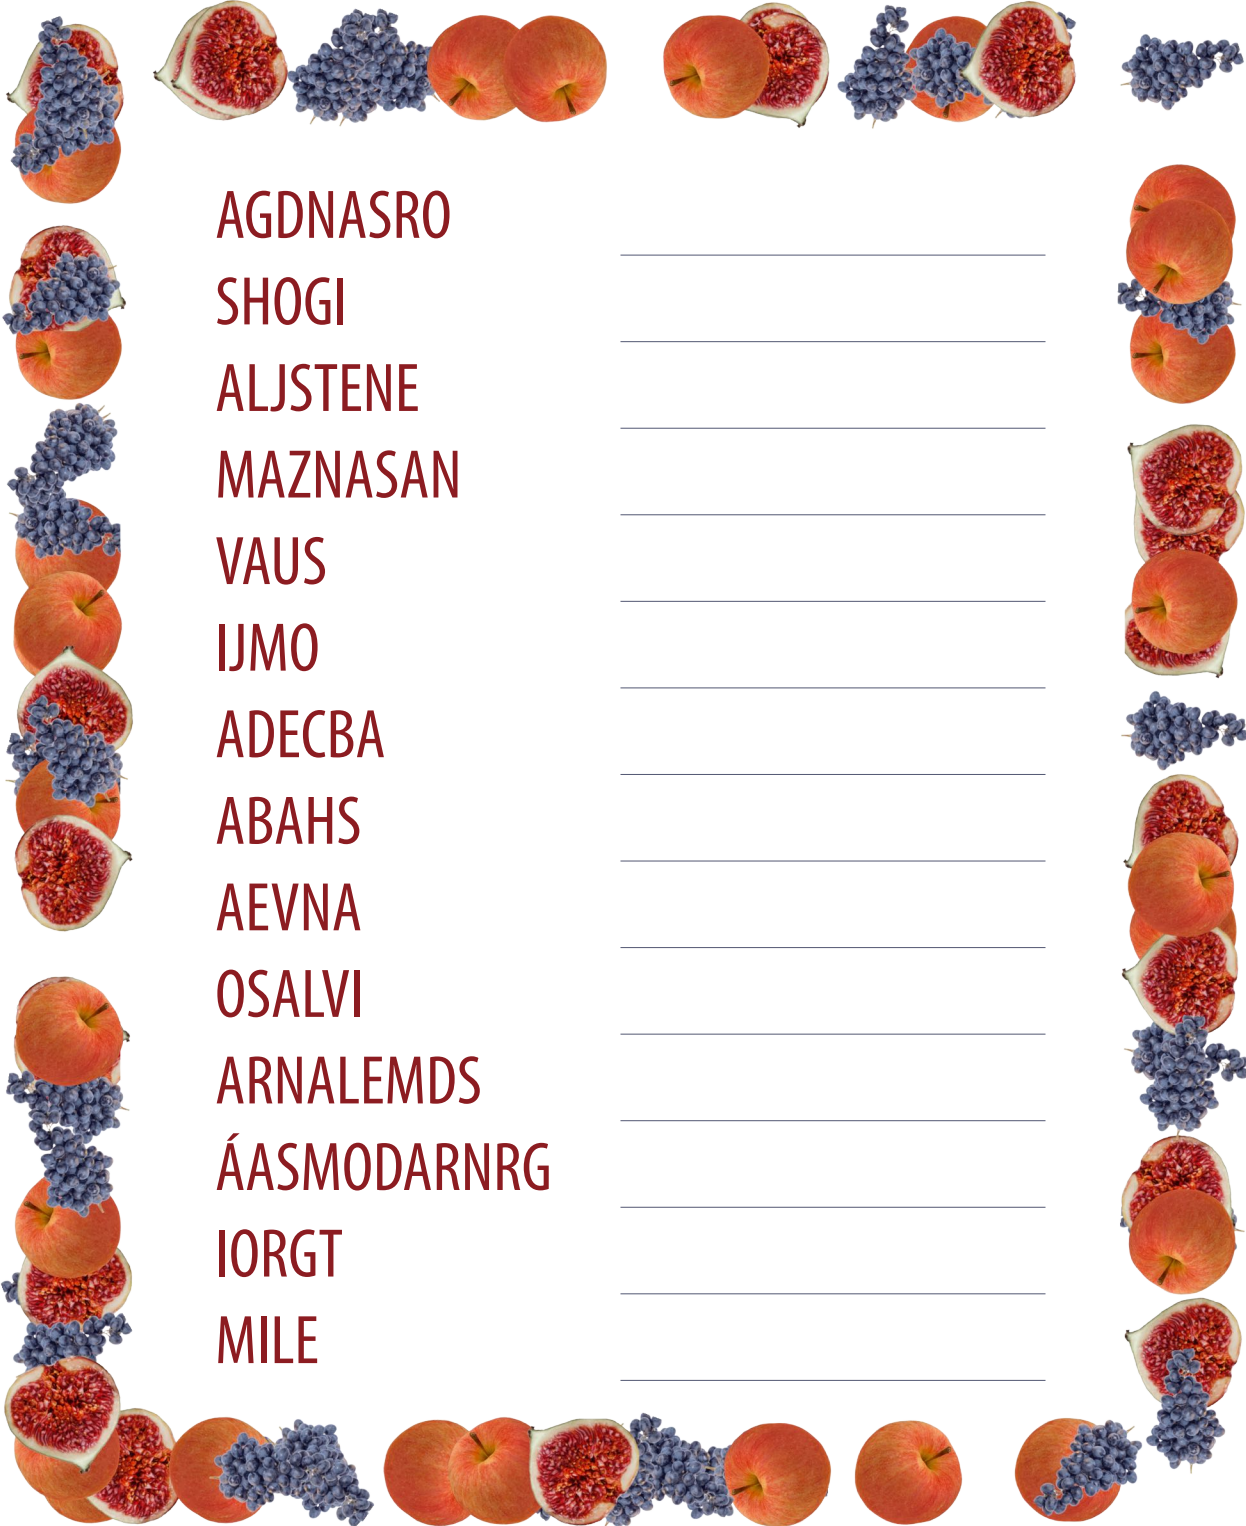 AGDNASRO
SHOGI
ALJSTENE
MAZNASAN
VAUS
IJMO
ADECBA
ABAHS
AEVNA
OSALVI
ARNALEMDS
ÁASMODARNRG
IORGT
MILE